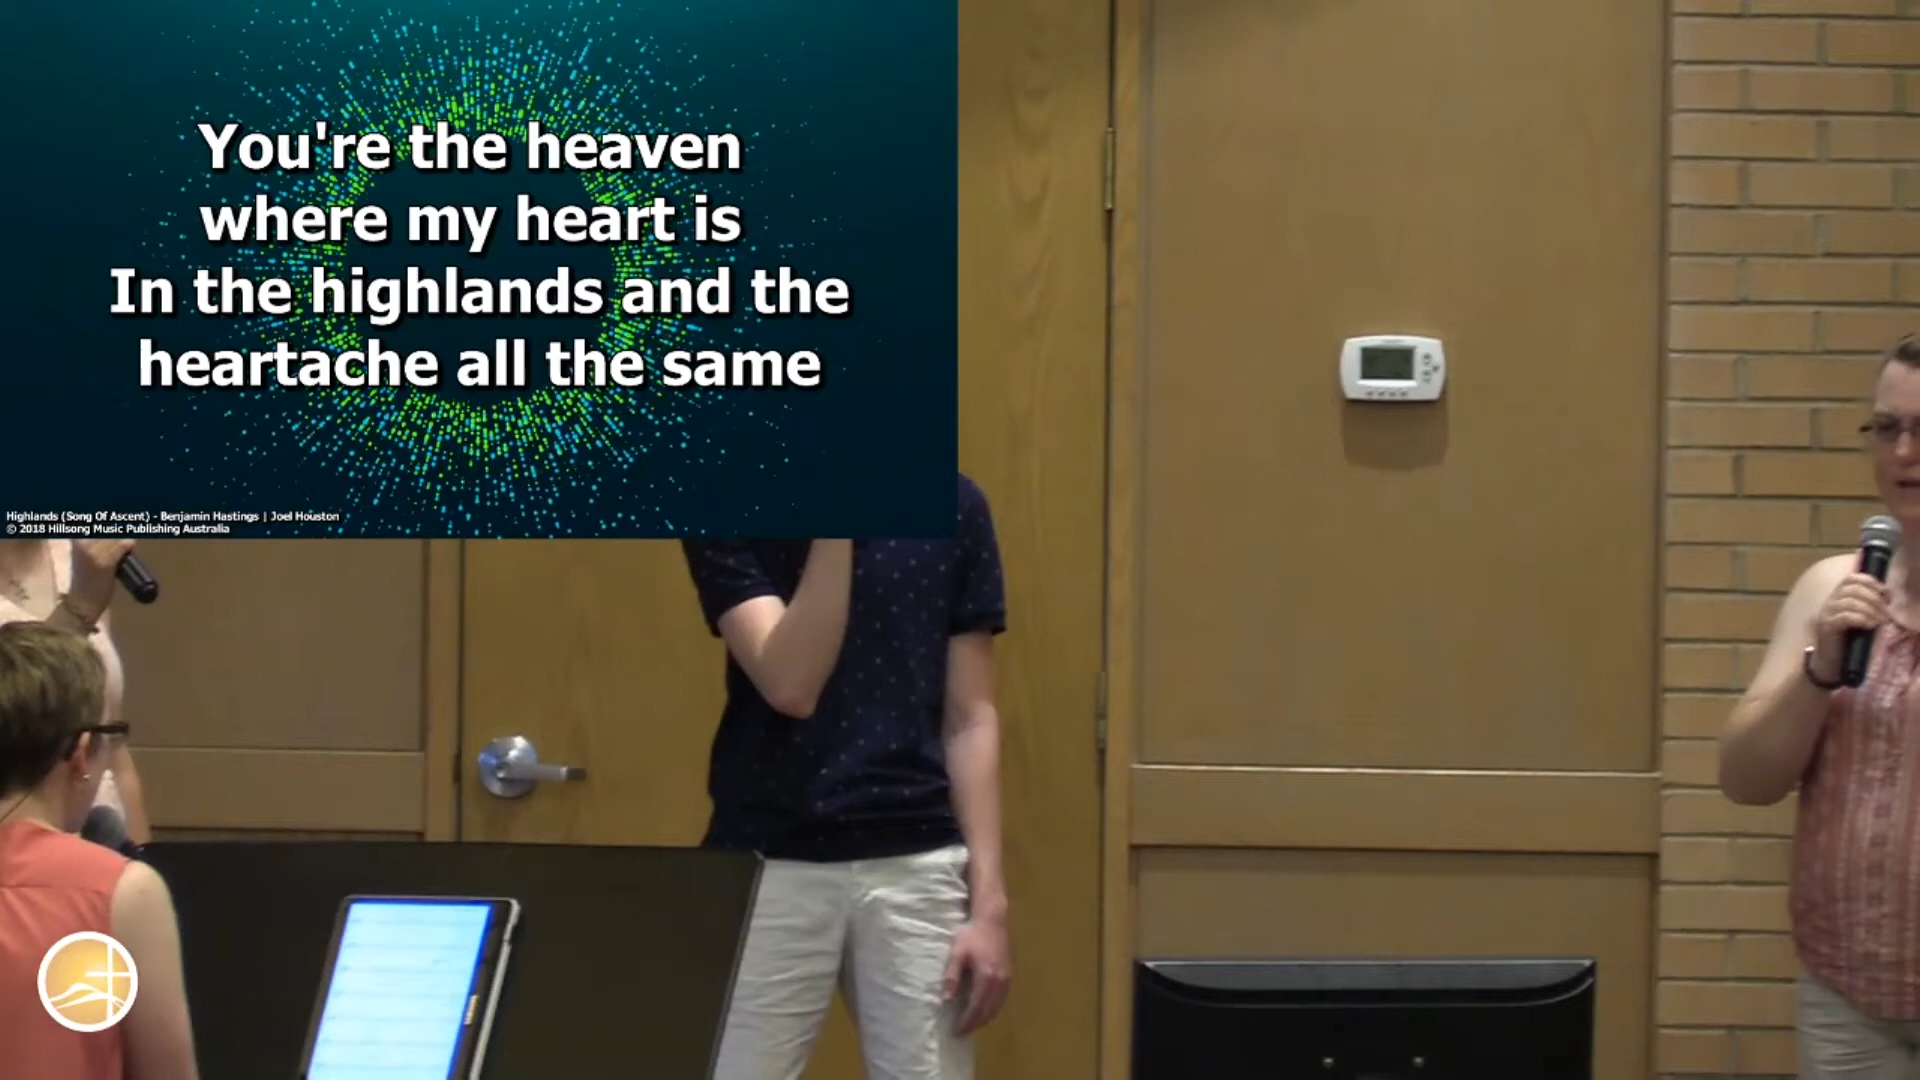 You're the heaven
where my heart is
In the highlands and the
heartache all the same
Highlands (Song Of Ascent) - Benjamin Hastings | Joel Houston
© 2018 Hillsong Music Publishing Australia